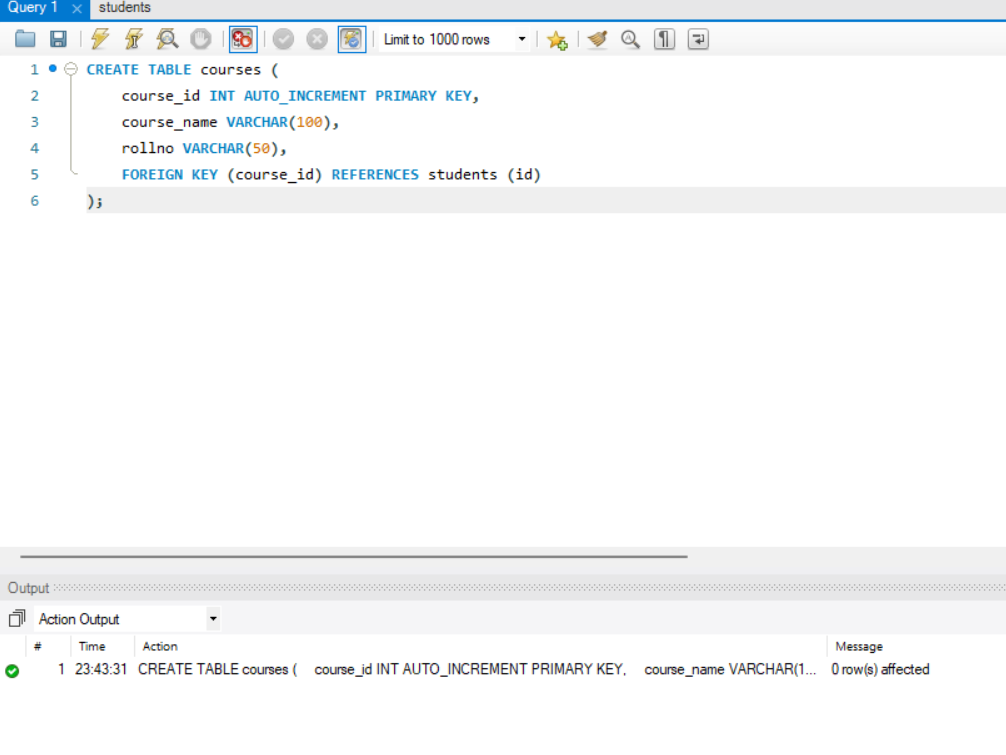 Query 1 students
Limit to 1000 rows
1 CREATE TABLE courses (
2 course_id INT AUTO_INCREMENT PRIMARY KEY,
3 course_name VARCHAR(100),
4 rollno VARCHAR(50),
5 FOREIGN KEY (course_id) REFERENCES students (id)
6 );
Output
Action Output
# Time Action Message
1 23:43:31 CREATE TABLE courses ( course_id INT AUTO_INCREMENT PRIMARY KEY, course_name VARCHAR(1... 0 row(s) affected